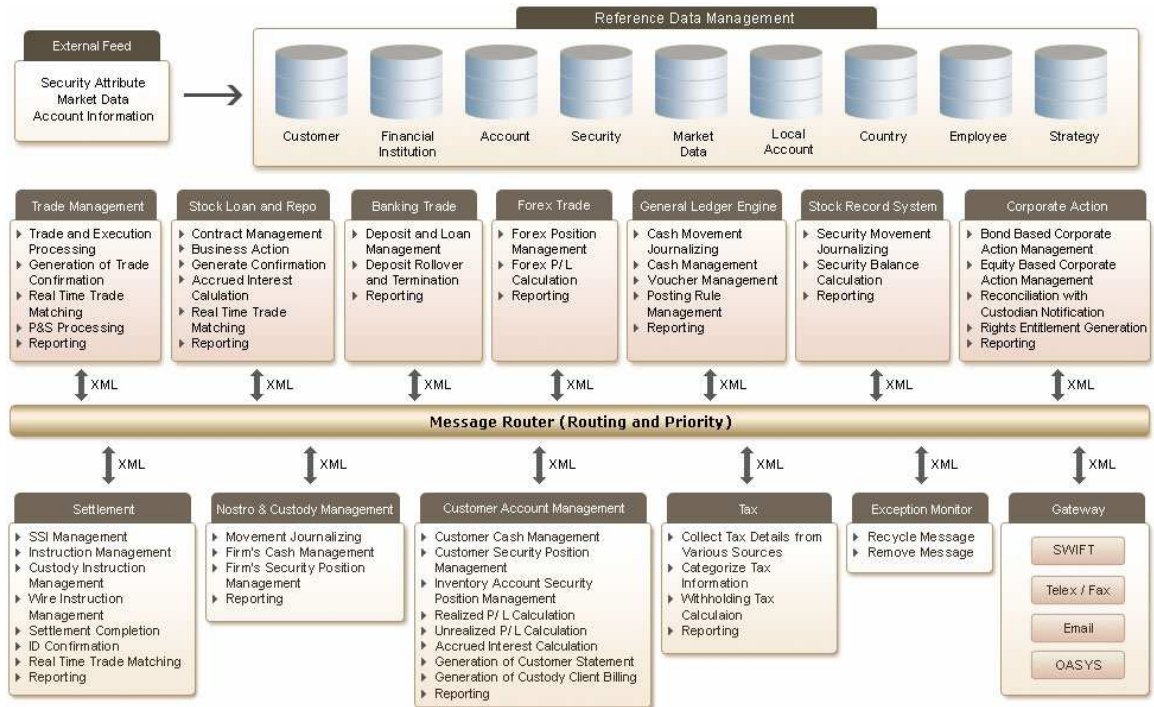 Reference Data Management
External Feed
Security Attribute
Market Data
Account Information
Customer
Financial
Institution
Account
Security
Market
Data
Local
Account
Country
Employee
Strategy
Trade Management
Trade and Execution
Processing
Generation of Trade
Confirmation
Real Time Trade
Matching
P&S Processing
Reporting
Stock Loan and Repo
Contract Management
Business Action
Generate Confirmation
Accrued Interest
Calulation
Real Time Trade
Matching
Reporting
Banking Trade
Deposit and Loan
Management
Deposit Rollover
and Termination
Reporting
Forex Trade
Forex Position
Management
Forex P/L
Calculation
Reporting
General Ledger Engine
Cash Movement
Journalizing
Cash Management
Voucher Management
Posting Rule
Management
Reporting
Stock Record System
Security Movement
Journalizing
Security Balance
Calculation
Reporting
Corporate Action
Bond Based Corporate
Action Management
Equity Based Corporate
Action Management
Reconciliation with
Custodian Notification
Rights Entitlement Generation
Reporting
XML
XML
XML
XML
XML
XML
XML
Message Router (Routing and Priority)
XML
XML
XML
XML
XML
XML
Settlement
SSI Management
Instruction Management
Custody Instruction
Management
Wire Instruction
Management
Settlement Completion
ID Confirmation
Real Time Trade Matching
Reporting
Nostro & Custody Management
Movement Journalizing
Firm's Cash Management
Firm's Security Position
Management
Reporting
Customer Account Management
Customer Cash Management
Customer Security Position
Management
Inventory Account Security
Position Management
Realized P/ L Calculation
Unrealized P/ L Calculation
Accrued Interest Calculation
Generation of Customer Statement
Generation of Custody Client Billing
Reporting
Tax
Collect Tax Details from
Various Sources
Categorize Tax
Information
Withholding Tax
Calculaion
Reporting
Exception Monitor
Recycle Message
Remove Message
Gateway
SWIFT
Telex / Fax
Email
OASYS